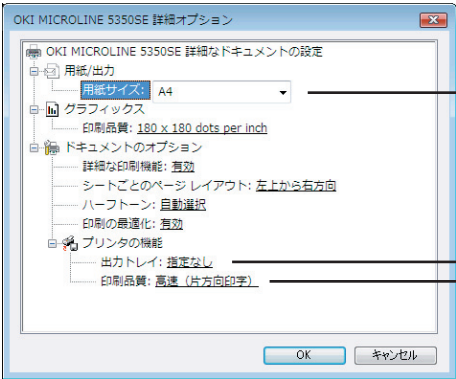 OKI MICROLINE 5350SE 詳細オプション
OKI MICROLINE 5350SE 詳細なドキュメントの設定
用紙/出力
用紙サイズ: A4
グラフィックス
印刷品質: 180 x 180 dots per inch
ドキュメントのオプション
詳細な印刷機能: 有効
シートごとのページ レイアウト: 左上から右方向
ハーフトーン: 自動選択
印刷の最適化: 有効
プリンタの機能
出力トレイ: 指定なし
印刷品質: 高速（片方向印字）
OK キャンセル